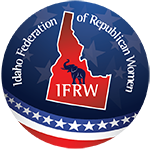 Idaho Federation of Republican Women
IFRW